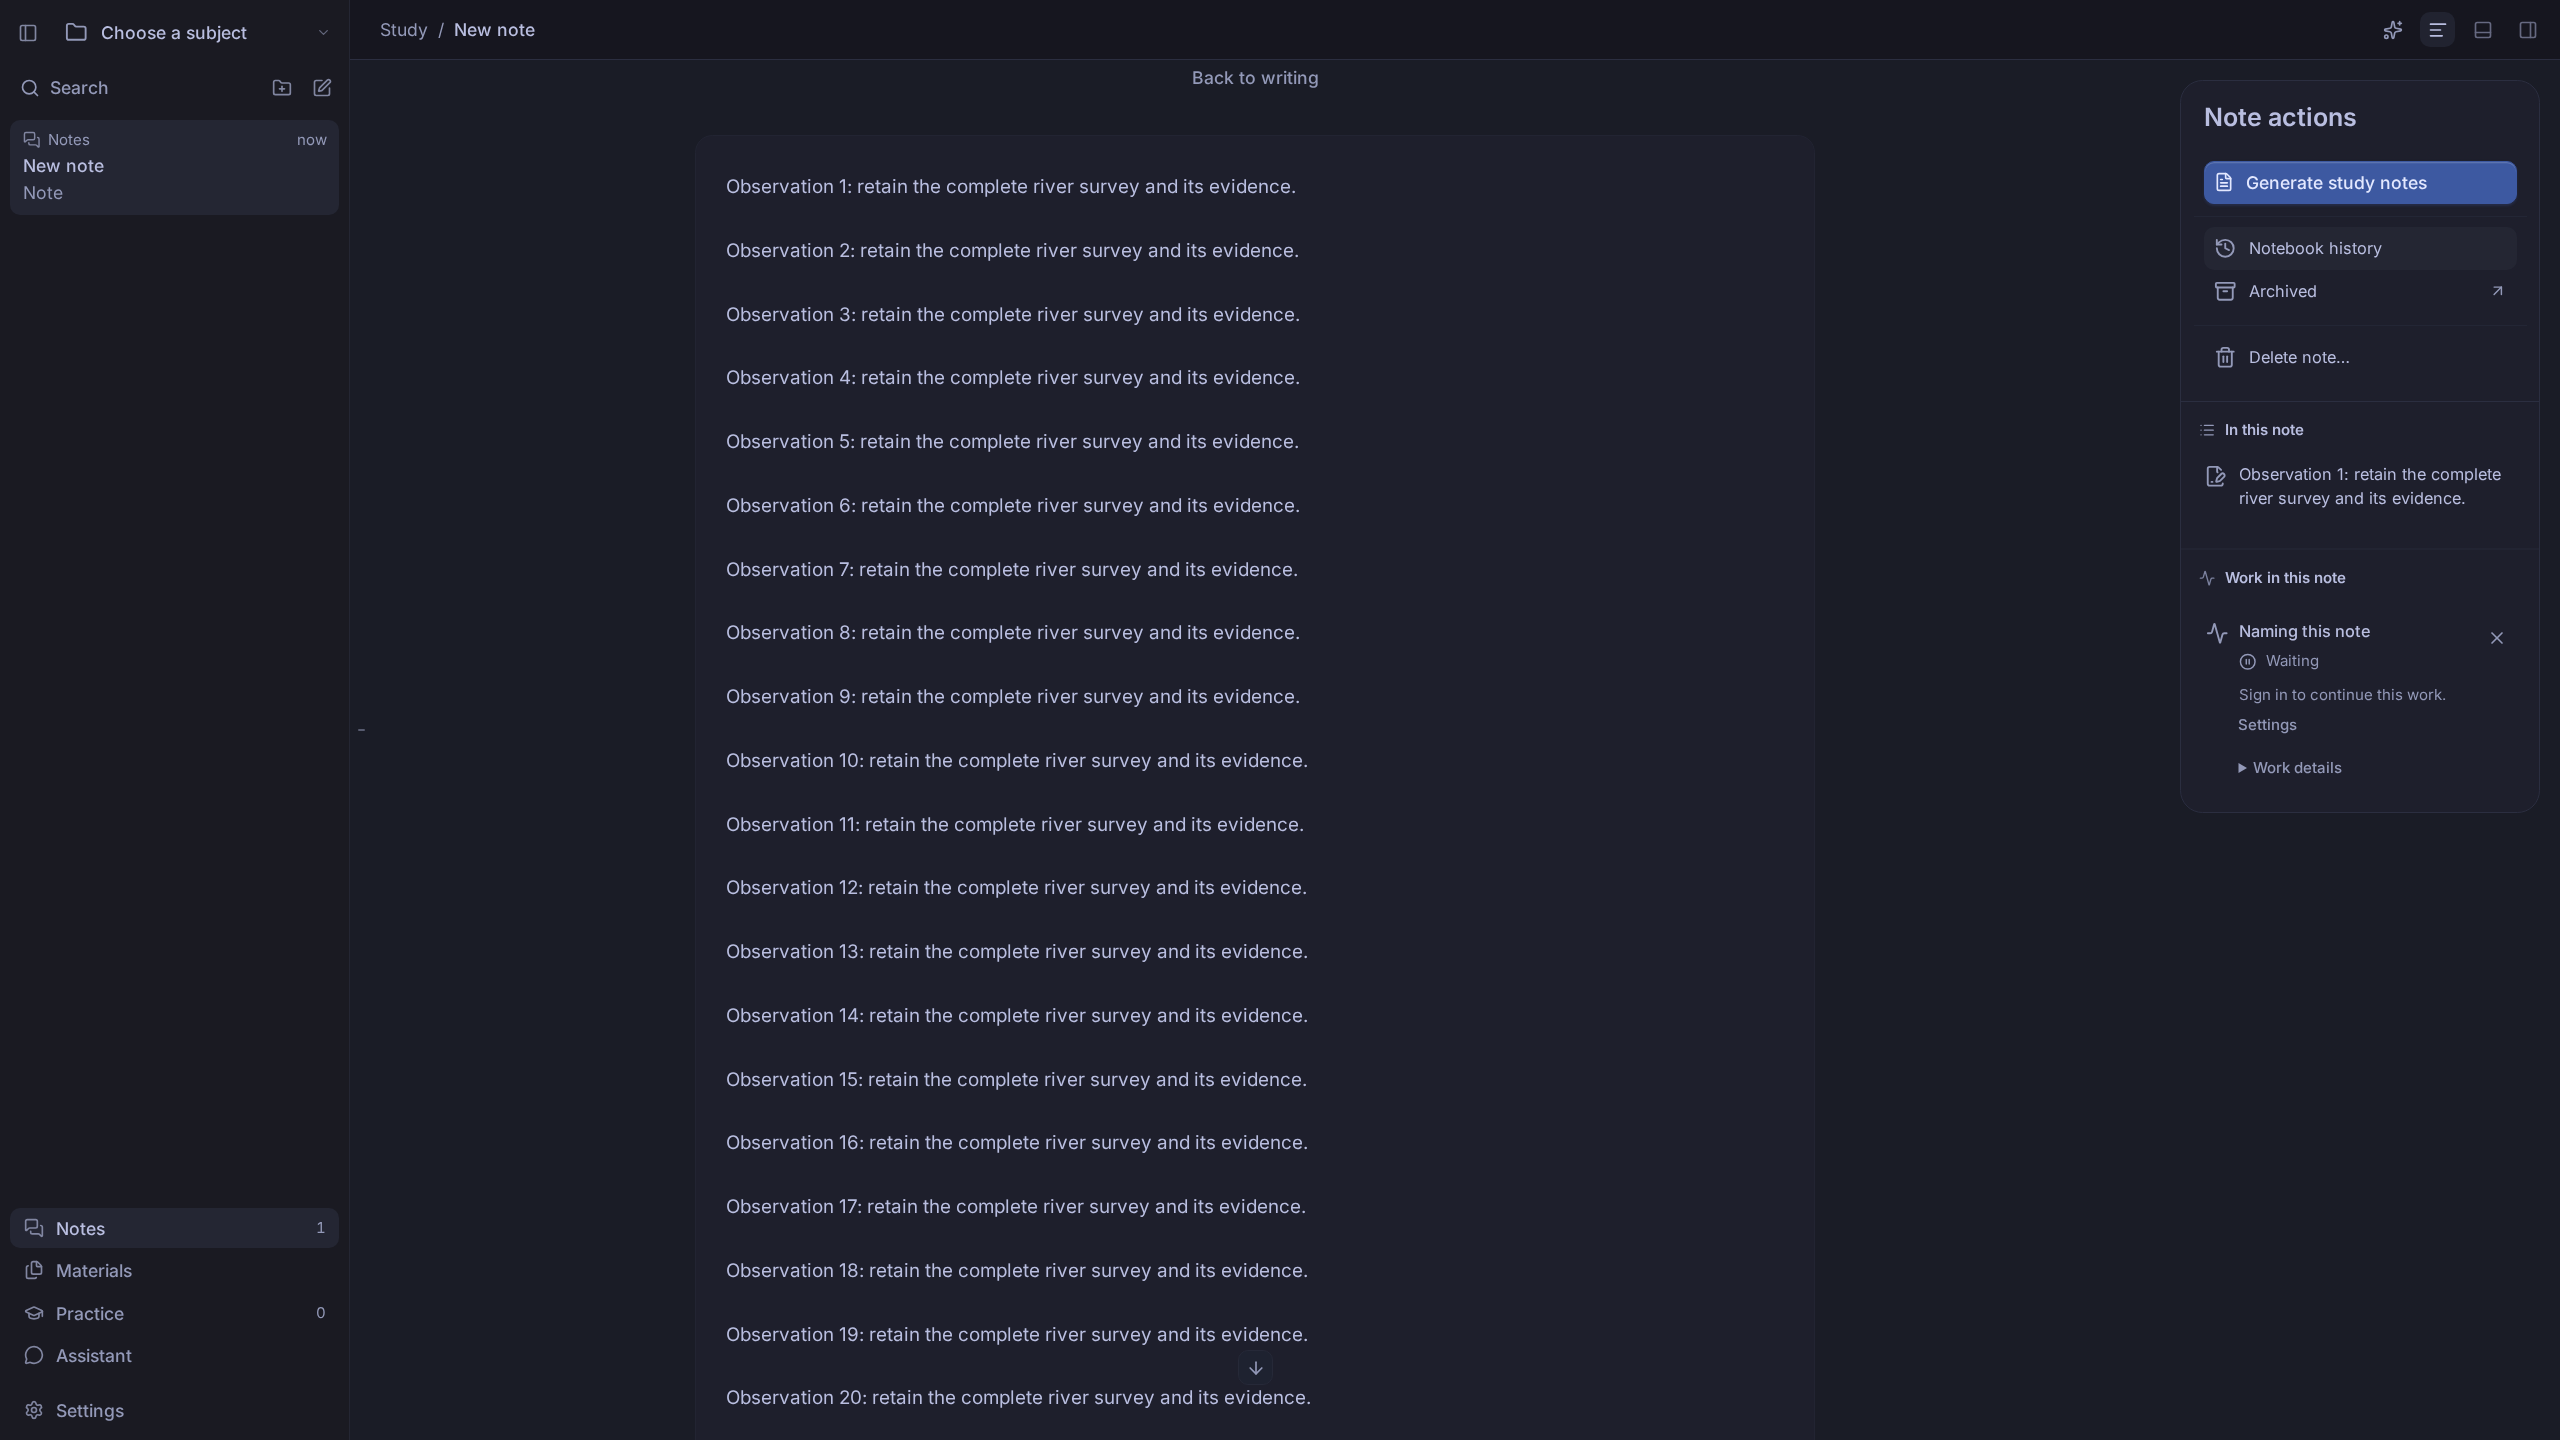 Choose a subject
Search
Notes now
New note
Note
Notes 1
Materials
Practice 0
Assistant
Settings
Study / New note
Back to writing
Observation 1: retain the complete river survey and its evidence.
Observation 2: retain the complete river survey and its evidence.
Observation 3: retain the complete river survey and its evidence.
Observation 4: retain the complete river survey and its evidence.
Observation 5: retain the complete river survey and its evidence.
Observation 6: retain the complete river survey and its evidence.
Observation 7: retain the complete river survey and its evidence.
Observation 8: retain the complete river survey and its evidence.
Observation 9: retain the complete river survey and its evidence.
Observation 10: retain the complete river survey and its evidence.
Observation 11: retain the complete river survey and its evidence.
Observation 12: retain the complete river survey and its evidence.
Observation 13: retain the complete river survey and its evidence.
Observation 14: retain the complete river survey and its evidence.
Observation 15: retain the complete river survey and its evidence.
Observation 16: retain the complete river survey and its evidence.
Observation 17: retain the complete river survey and its evidence.
Observation 18: retain the complete river survey and its evidence.
Observation 19: retain the complete river survey and its evidence.
Observation 20: retain the complete river survey and its evidence.
Note actions
Generate study notes
Notebook history
Archived
Delete note...
In this note
Observation 1: retain the complete
river survey and its evidence.
Work in this note
Naming this note
Waiting
Sign in to continue this work.
Settings
Work details